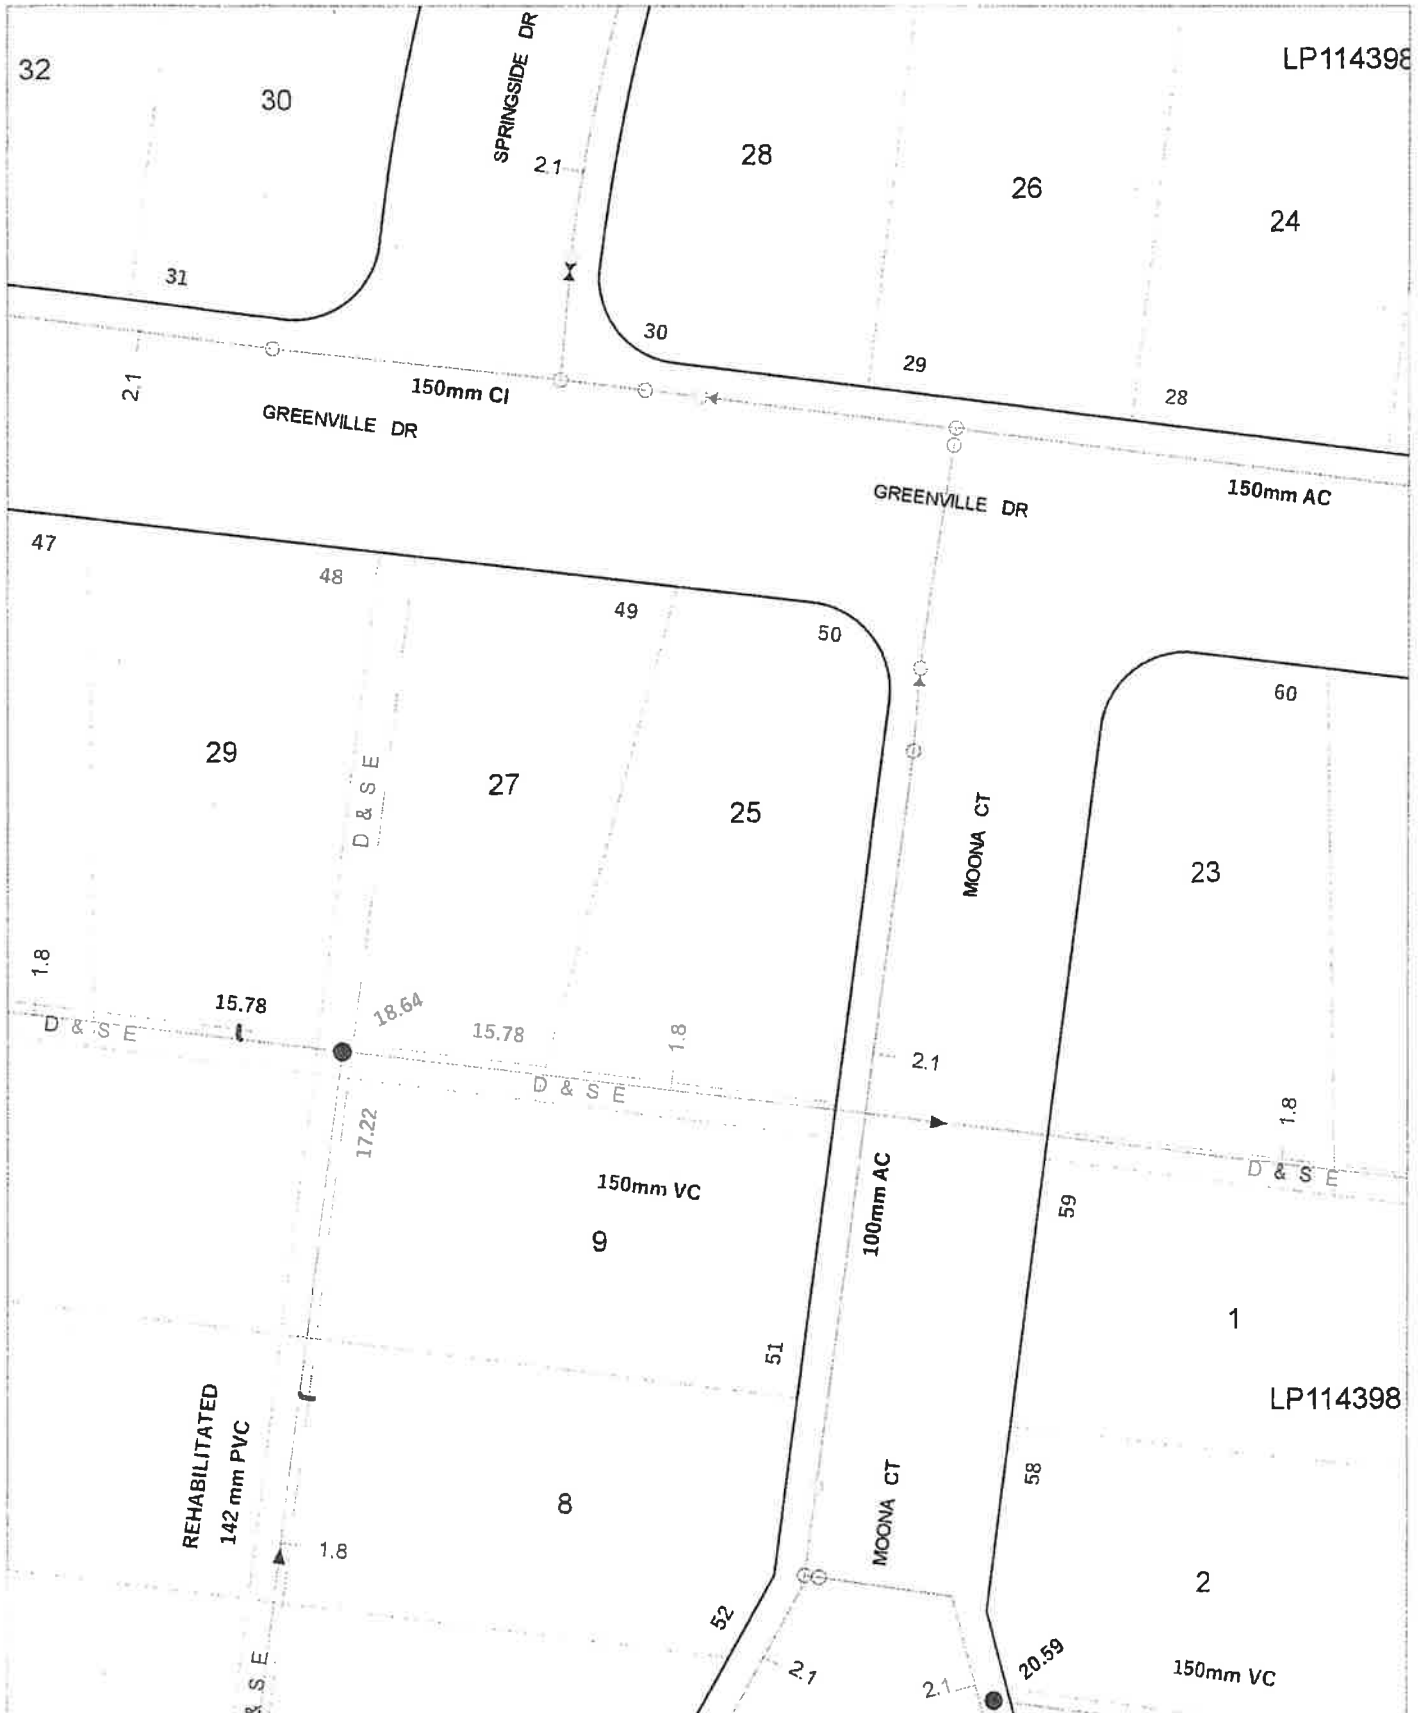 32
30
SPRINGSIDE DR
2.1
28
26
24
LP114398
31
30
29
28
2.1
150mm CI
GREENVILLE DR
GREENVILLE DR
150mm AC
47
48
49
50
60
29
D & S E
27
25
MOONA CT
23
1.8
15.78
18.64
15.78
1.8
2.1
D & S E
D & S E
1.8
D & S E
17.22
150mm VC
9
100mm AC
59
1
51
LP114398
REHABILITATED
142 mm PVC
8
58
MOONA CT
1.8
2
52
2.1
2.1
20.59
150mm VC
& S E